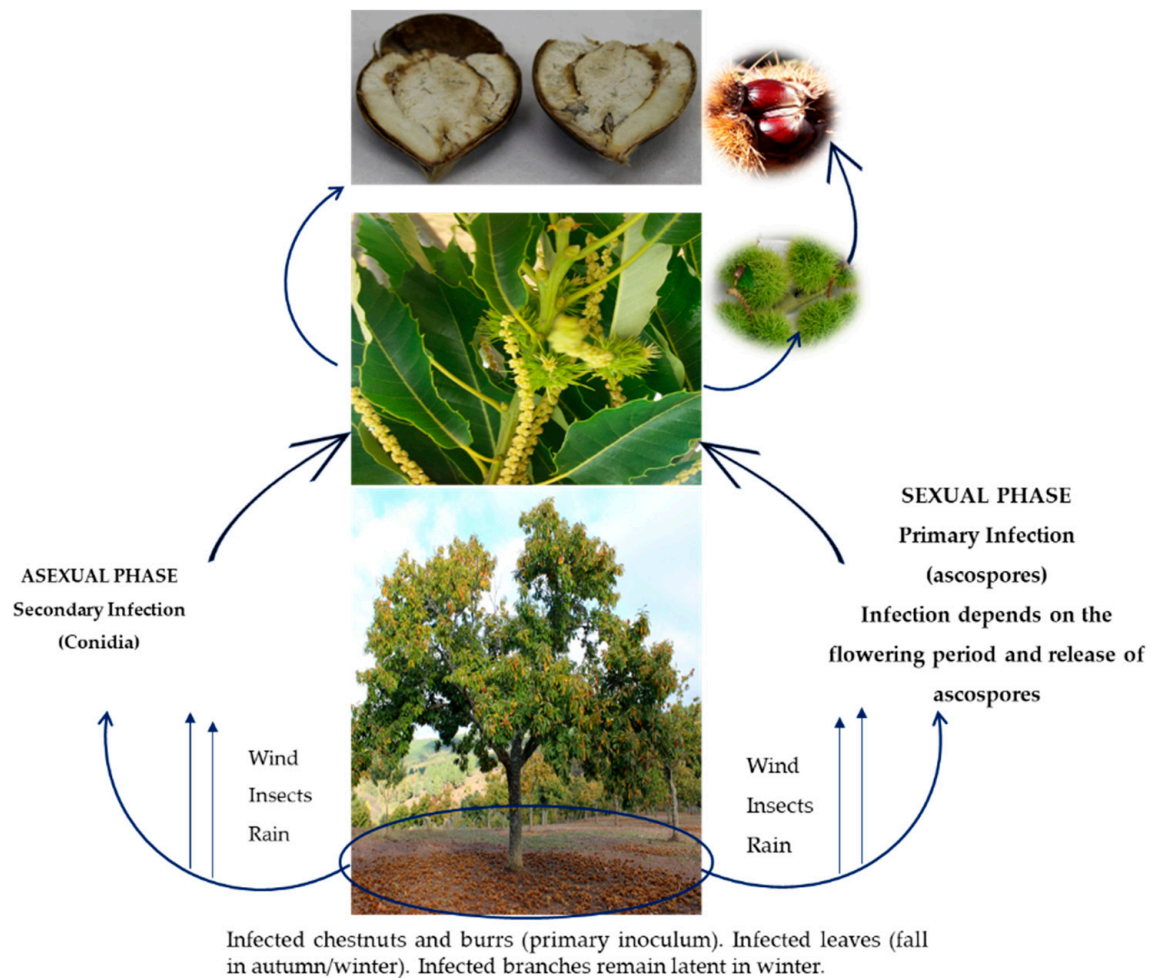 ASEXUAL PHASE
Secondary Infection
(Conidia)
Wind
Insects
Rain
SEXUAL PHASE
Primary Infection
(ascospores)
Infection depends on the
flowering period and release of
ascospores
Wind
Insects
Rain
Infected chestnuts and burrs (primary inoculum). Infected leaves (fall
in autumn/winter). Infected branches remain latent in winter.